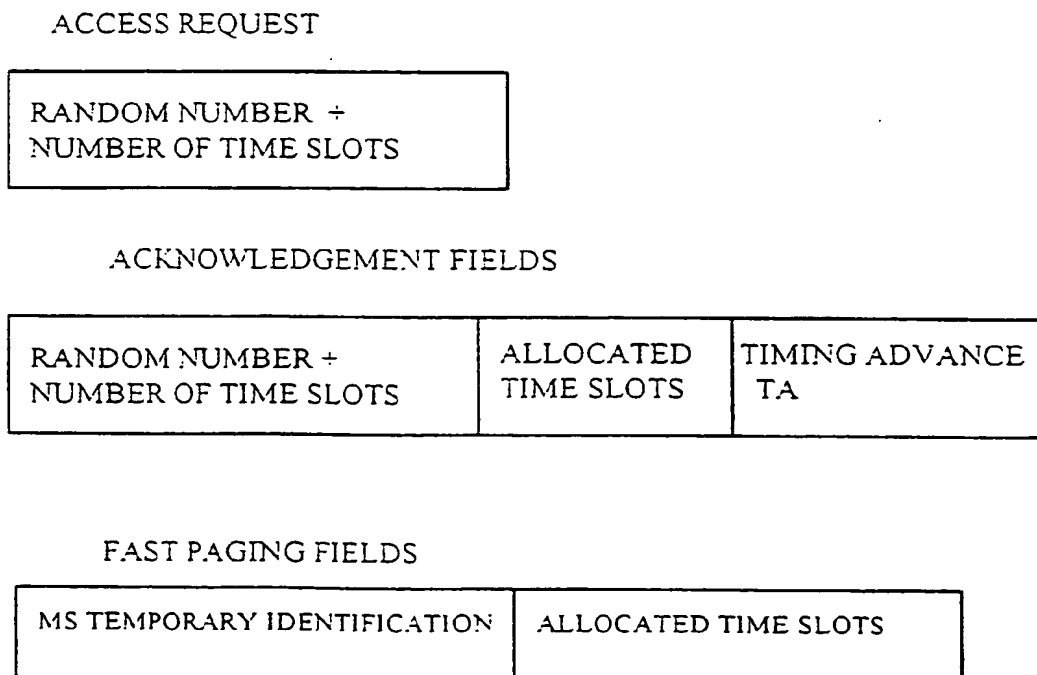 ACCESS REQUEST
RANDOM NUMBER ÷
NUMBER OF TIME SLOTS
ACKNOWLEDGEMENT FIELDS
RANDOM NUMBER ÷
NUMBER OF TIME SLOTS
ALLOCATED
TIME SLOTS
TIMING ADVANCE
TA
FAST PAGING FIELDS
MS TEMPORARY IDENTIFICATION
ALLOCATED TIME SLOTS